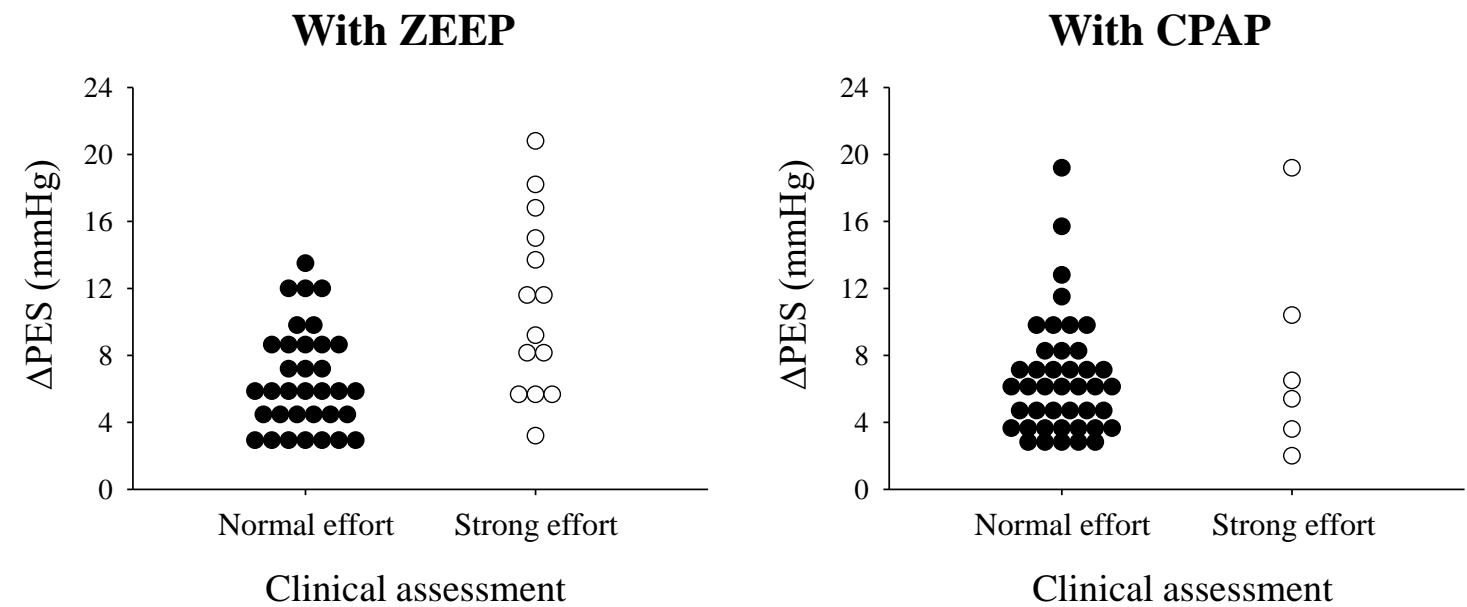 With ZEEP
24
20
16
12
8
4
0
ΔPES (mmHg)
Normal effort
Strong effort
Clinical assessment
With CPAP
24
20
16
12
8
4
0
ΔPES (mmHg)
Normal effort
Strong effort
Clinical assessment